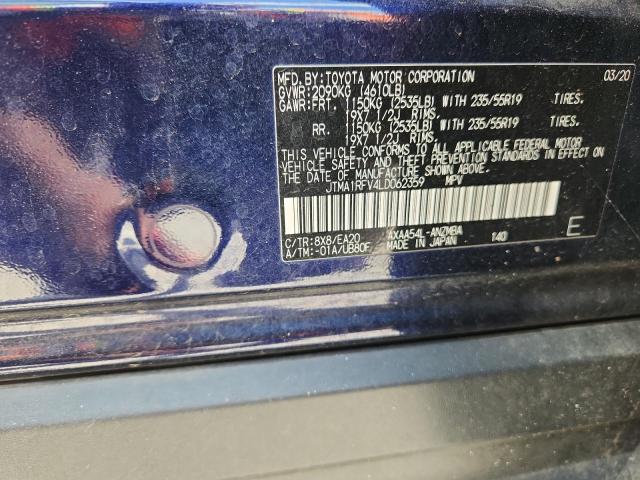 MFD.BY:TOYOTA MOTOR CORPORATION 03/20
GVWR:2090KG (4610LB)
GAWR:FRT. 1150KG (2535LB) WITH 235/55R19 TIRES.
19X7 1/2J RIMS.
RR. 1150KG (2535LB) WITH 235/55R19 TIRES.
19X7 1/2J RIMS.
THIS VEHICLE CONFORMS TO ALL APPLICABLE FEDERAL MOTOR
VEHICLE SAFETY AND THEFT PREVENTION STANDARDS IN EFFECT ON
THE DATE OF MANUFACTURE SHOWN ABOVE.
JTMA1RFV4LD062359 MPV
C/TR:8X8/EA20 AXAA54L-ANZMBA 140 E
A/TM:-01A/UB80F MADE IN JAPAN